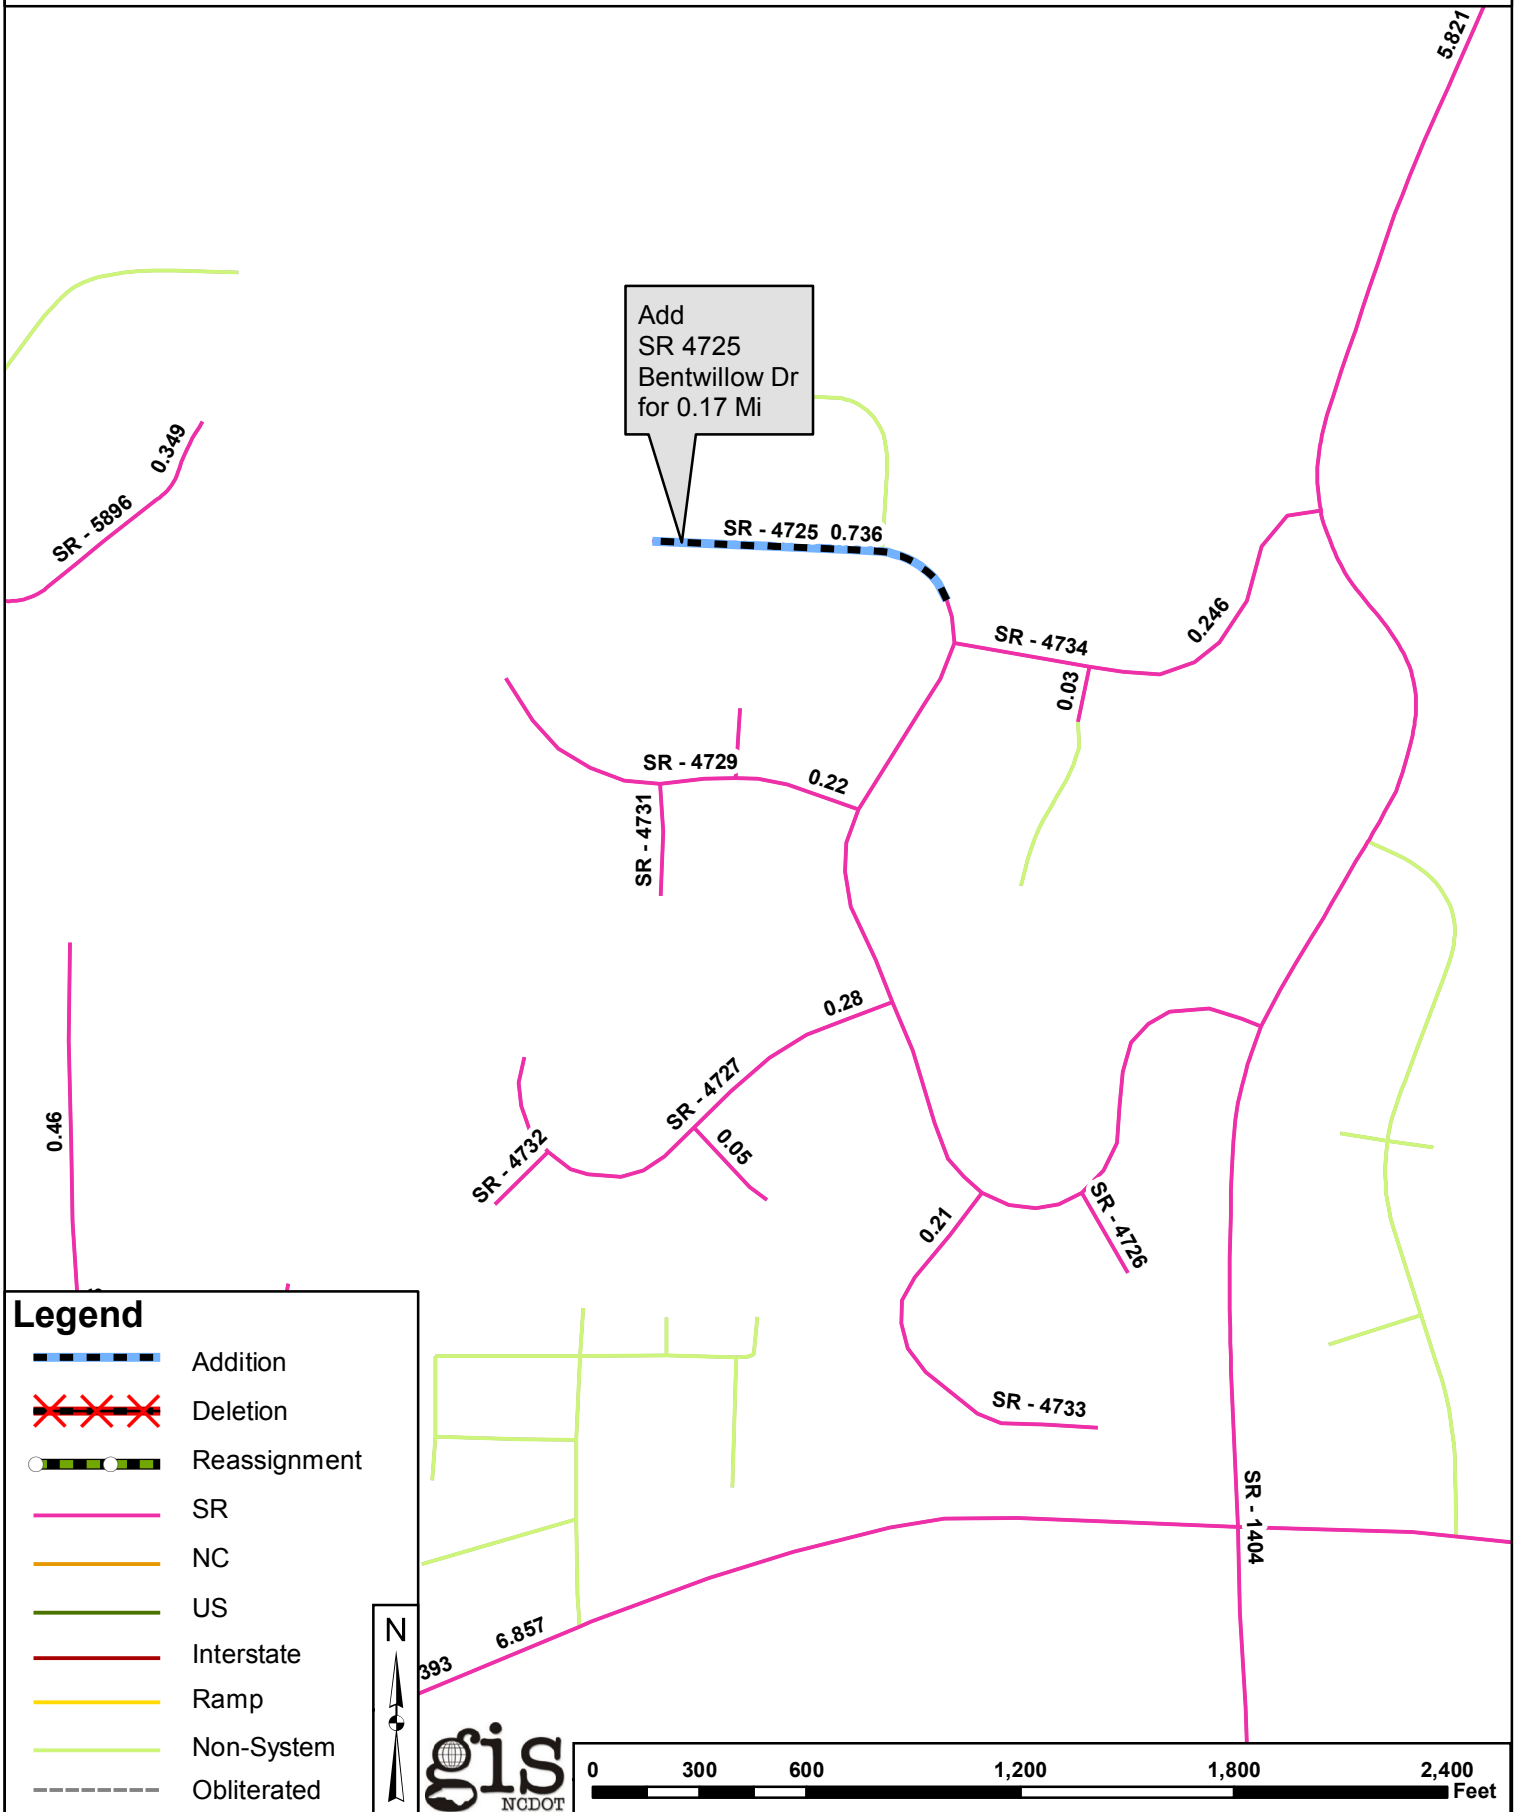 5.821
Add
SR 4725
Bentwillow Dr
for 0.17 Mi
0.349
SR - 5896
SR - 4725 0.736
0.246
SR - 4734
0.03
SR - 4729
0.22
SR - 4731
0.28
SR - 4727
0.46
SR - 4732
0.05
SR - 4726
0.21
SR - 4733
SR - 1404
6.857
393
Legend
Addition
Deletion
Reassignment
SR
NC
US
Interstate
Ramp
Non-System
Obliterated
N
gis
NCDOT
0 300 600 1,200 1,800 2,400
Feet